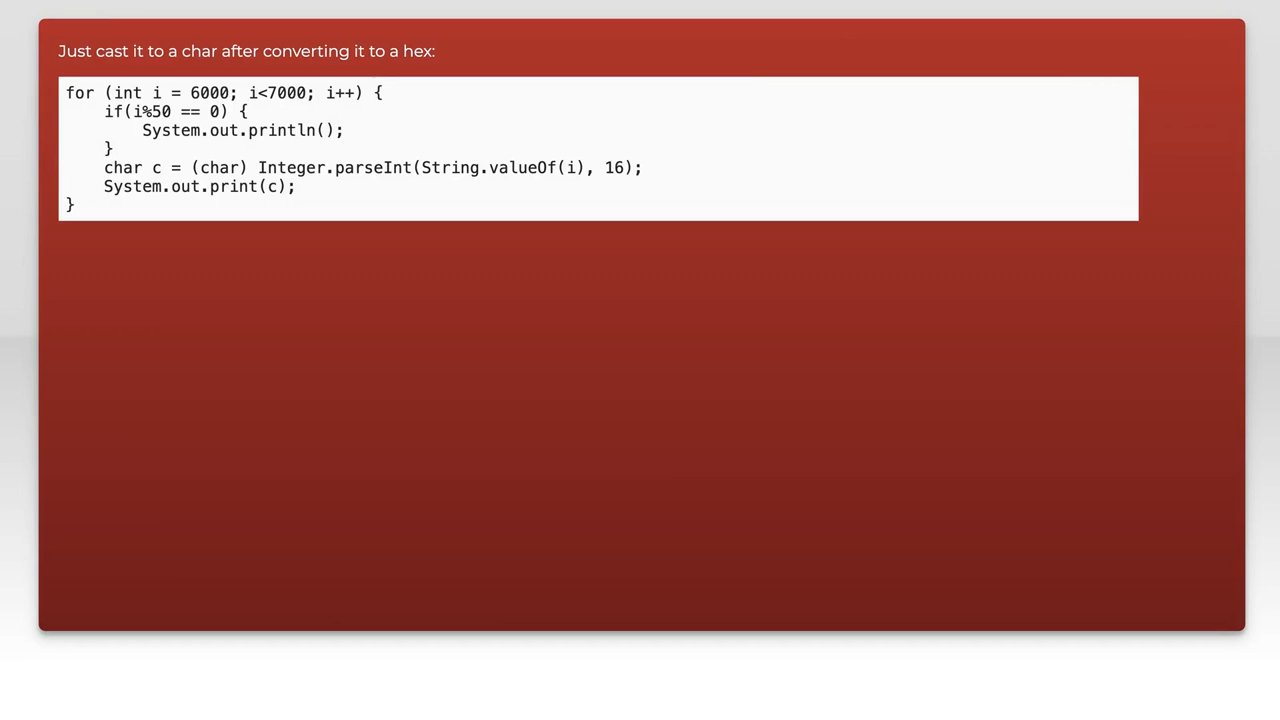 Just cast it to a char after converting it to a hex:
for (int i = 6000; i<7000; i++) {
    if(i%50 == 0) {
        System.out.println();
    }
    char c = (char) Integer.parseInt(String.valueOf(i), 16);
    System.out.print(c);
}